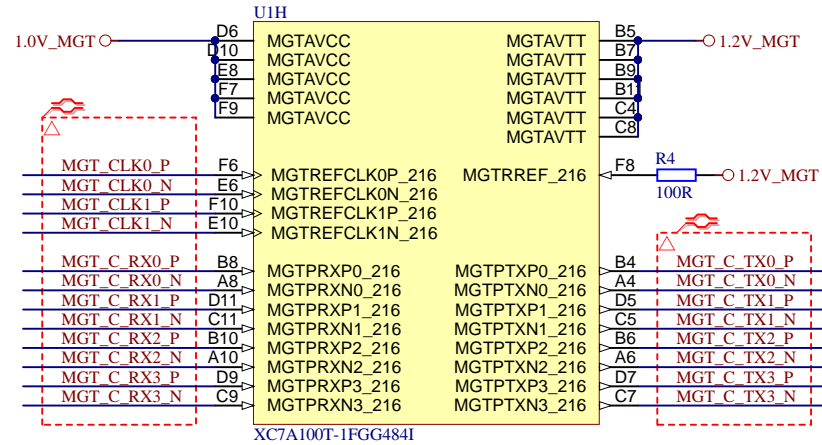 U1H
1.0V_MGT D6 MGTAVCC MGTAVTT B5 1.2V_MGT
D10 MGTAVCC MGTAVTT B7
E8 MGTAVCC MGTAVTT B9
F7 MGTAVCC MGTAVTT B11
F9 MGTAVCC MGTAVTT C4
MGTAVTT C8
MGT_CLK0_P F6 MGTREFCLK0P_216 MGTRREF_216 F8 R4 100R 1.2V_MGT
MGT_CLK0_N E6 MGTREFCLK0N_216
MGT_CLK1_P F10 MGTREFCLK1P_216
MGT_CLK1_N E10 MGTREFCLK1N_216
MGT_C_RX0_P B8 MGTPRXP0_216 MGTPTXP0_216 B4 MGT_C_TX0_P
MGT_C_RX0_N A8 MGTPRXN0_216 MGTPTXN0_216 A4 MGT_C_TX0_N
MGT_C_RX1_P D11 MGTPRXP1_216 MGTPTXP1_216 D5 MGT_C_TX1_P
MGT_C_RX1_N C11 MGTPRXN1_216 MGTPTXN1_216 C5 MGT_C_TX1_N
MGT_C_RX2_P B10 MGTPRXP2_216 MGTPTXP2_216 B6 MGT_C_TX2_P
MGT_C_RX2_N A10 MGTPRXN2_216 MGTPTXN2_216 A6 MGT_C_TX2_N
MGT_C_RX3_P D9 MGTPRXP3_216 MGTPTXP3_216 D7 MGT_C_TX3_P
MGT_C_RX3_N C9 MGTPRXN3_216 MGTPTXN3_216 C7 MGT_C_TX3_N
XC7A100T-1FGG484I